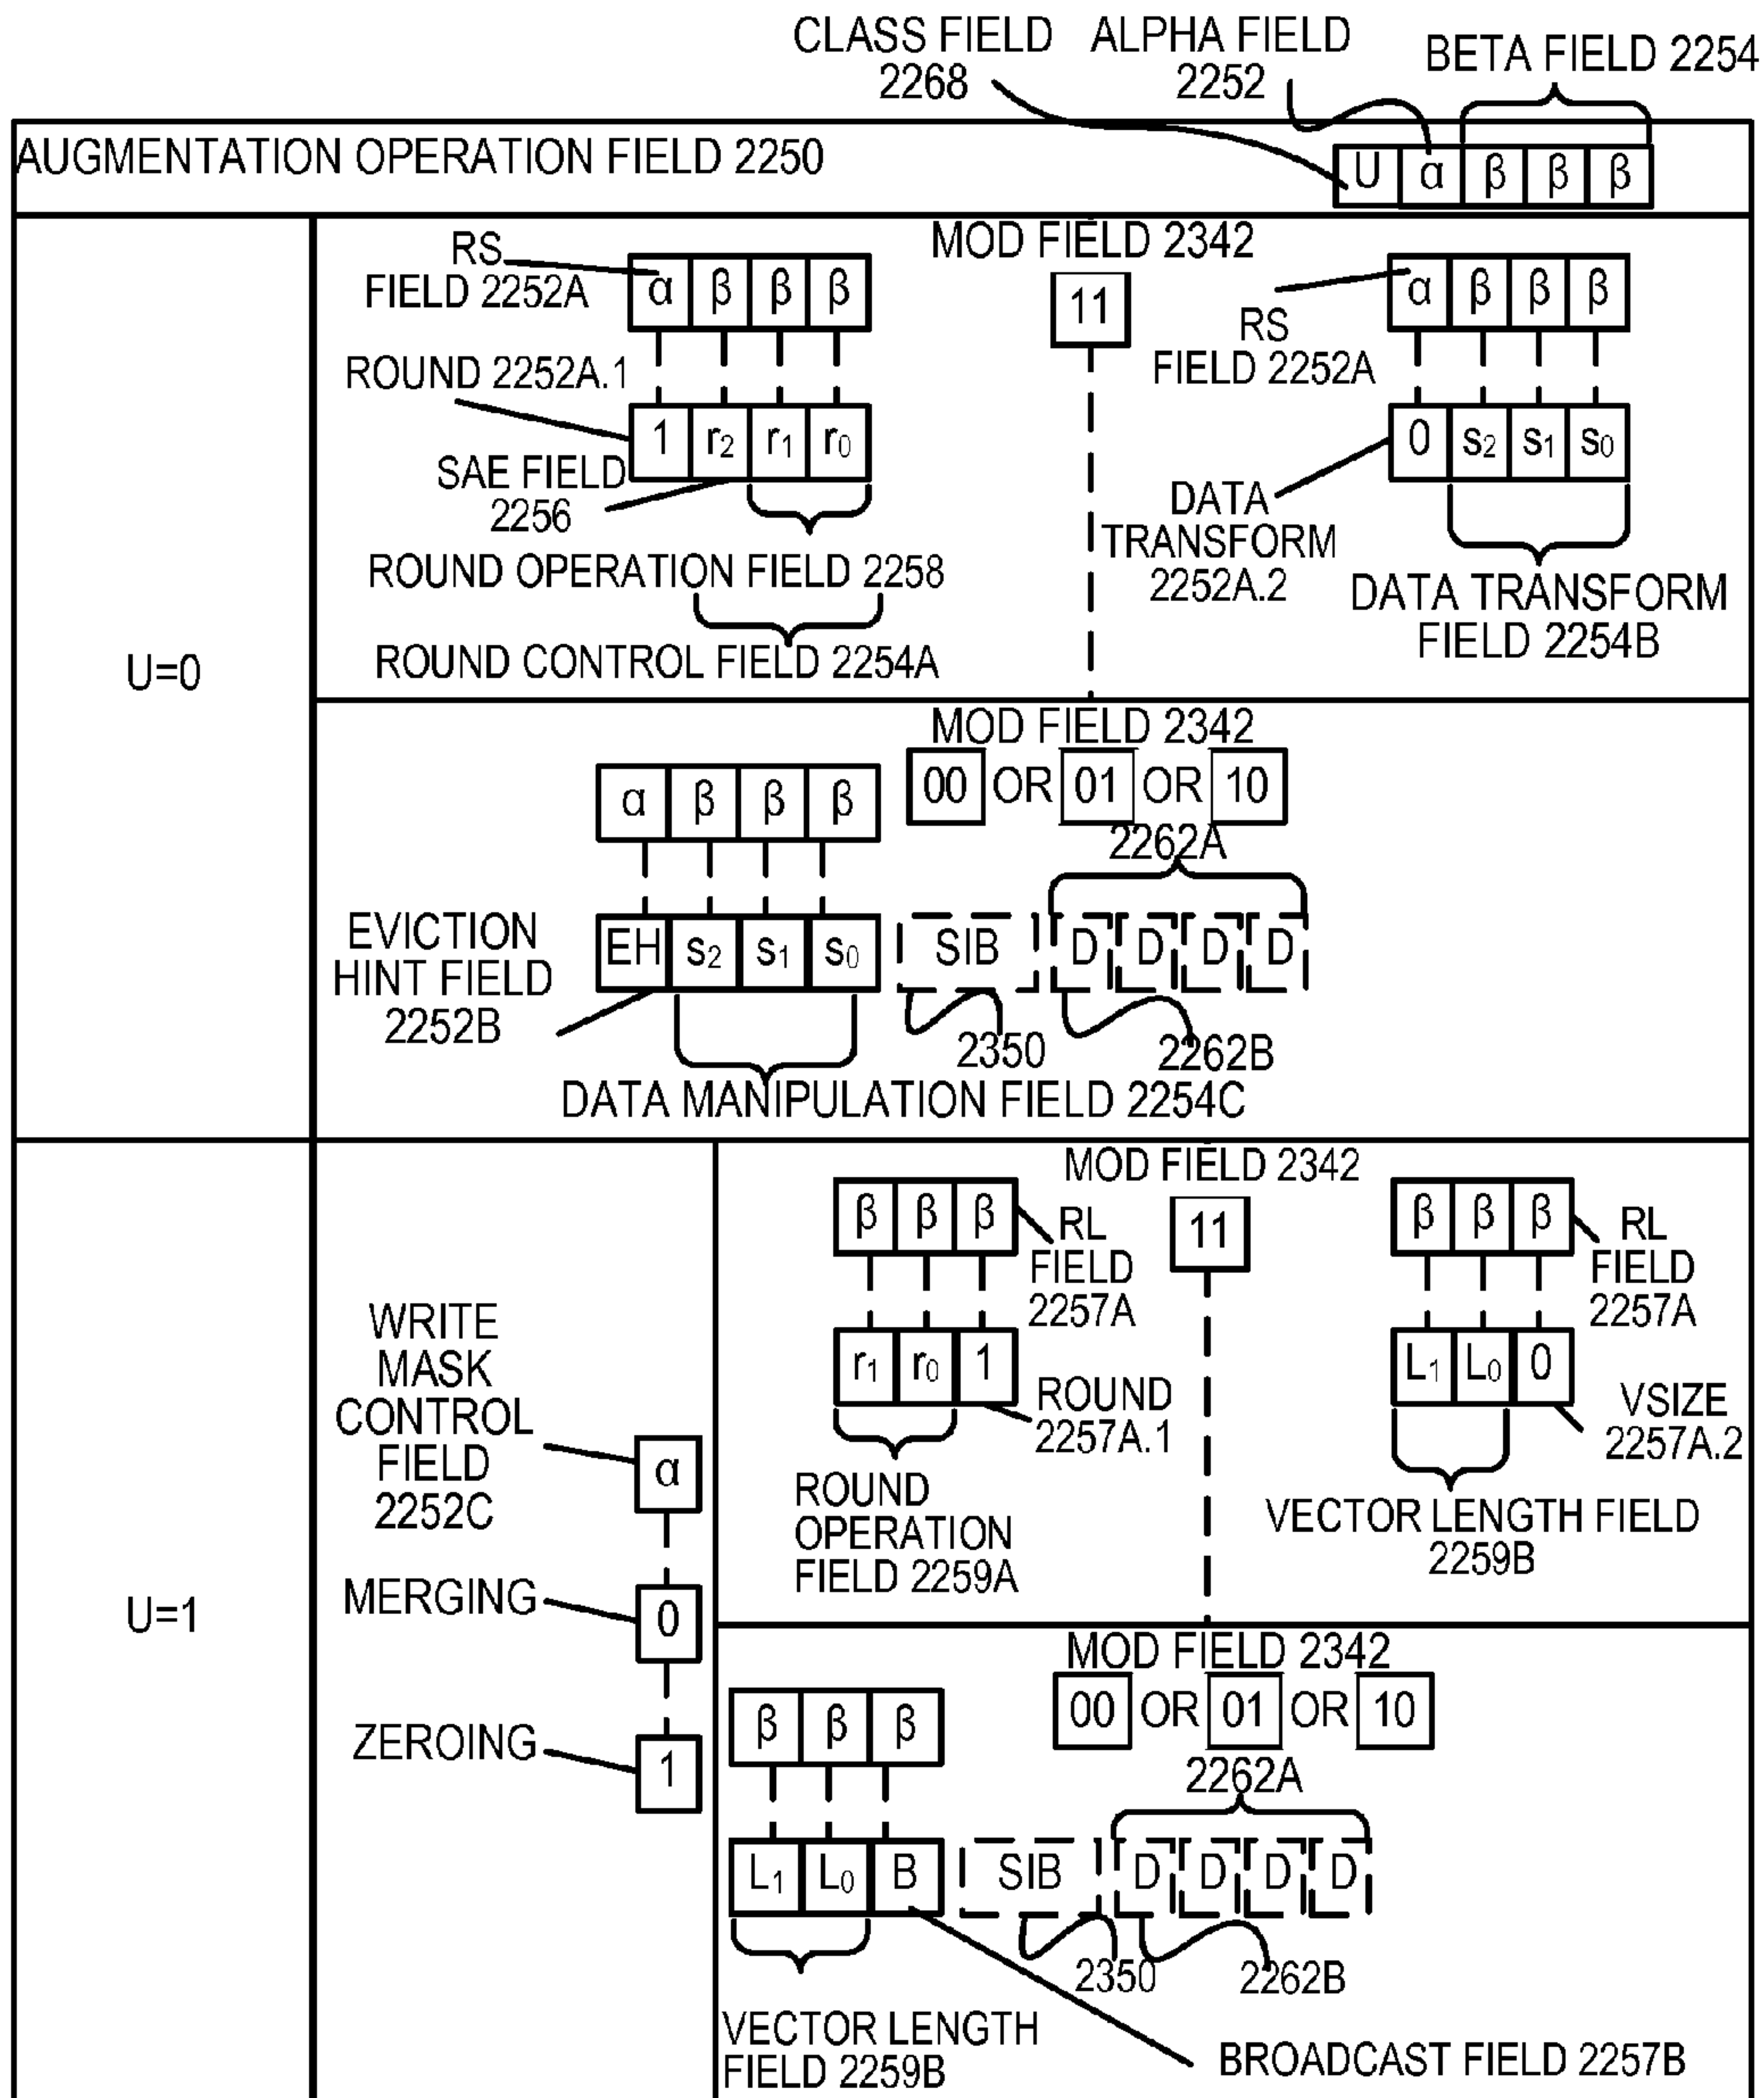 CLASS FIELD
2268
ALPHA FIELD
2252
BETA FIELD 2254
AUGMENTATION OPERATION FIELD 2250
U α β β β
U=0
MOD FIELD 2342
11
RS
FIELD 2252A
α β β β
ROUND 2252A.1
1 r2 r1 r0
SAE FIELD
2256
ROUND OPERATION FIELD 2258
ROUND CONTROL FIELD 2254A
α β β β
RS
FIELD 2252A
0 s2 s1 s0
DATA
TRANSFORM
2252A.2
DATA TRANSFORM
FIELD 2254B
MOD FIELD 2342
00 OR 01 OR 10
α β β β
2262A
EVICTION
HINT FIELD
2252B
EH s2 s1 s0 SIB D D D D
2350
2262B
DATA MANIPULATION FIELD 2254C
U=1
WRITE
MASK
CONTROL
FIELD
2252C
α
MERGING
0
ZEROING
1
MOD FIELD 2342
11
β β β
RL
FIELD
2257A
r1 r0 1
ROUND
2257A.1
ROUND
OPERATION
FIELD 2259A
β β β
RL
FIELD
2257A
L1 L0 0
VSIZE
2257A.2
VECTOR LENGTH FIELD
2259B
MOD FIELD 2342
00 OR 01 OR 10
β β β
2262A
L1 L0 B SIB D D D D
2350
2262B
VECTOR LENGTH
FIELD 2259B
BROADCAST FIELD 2257B